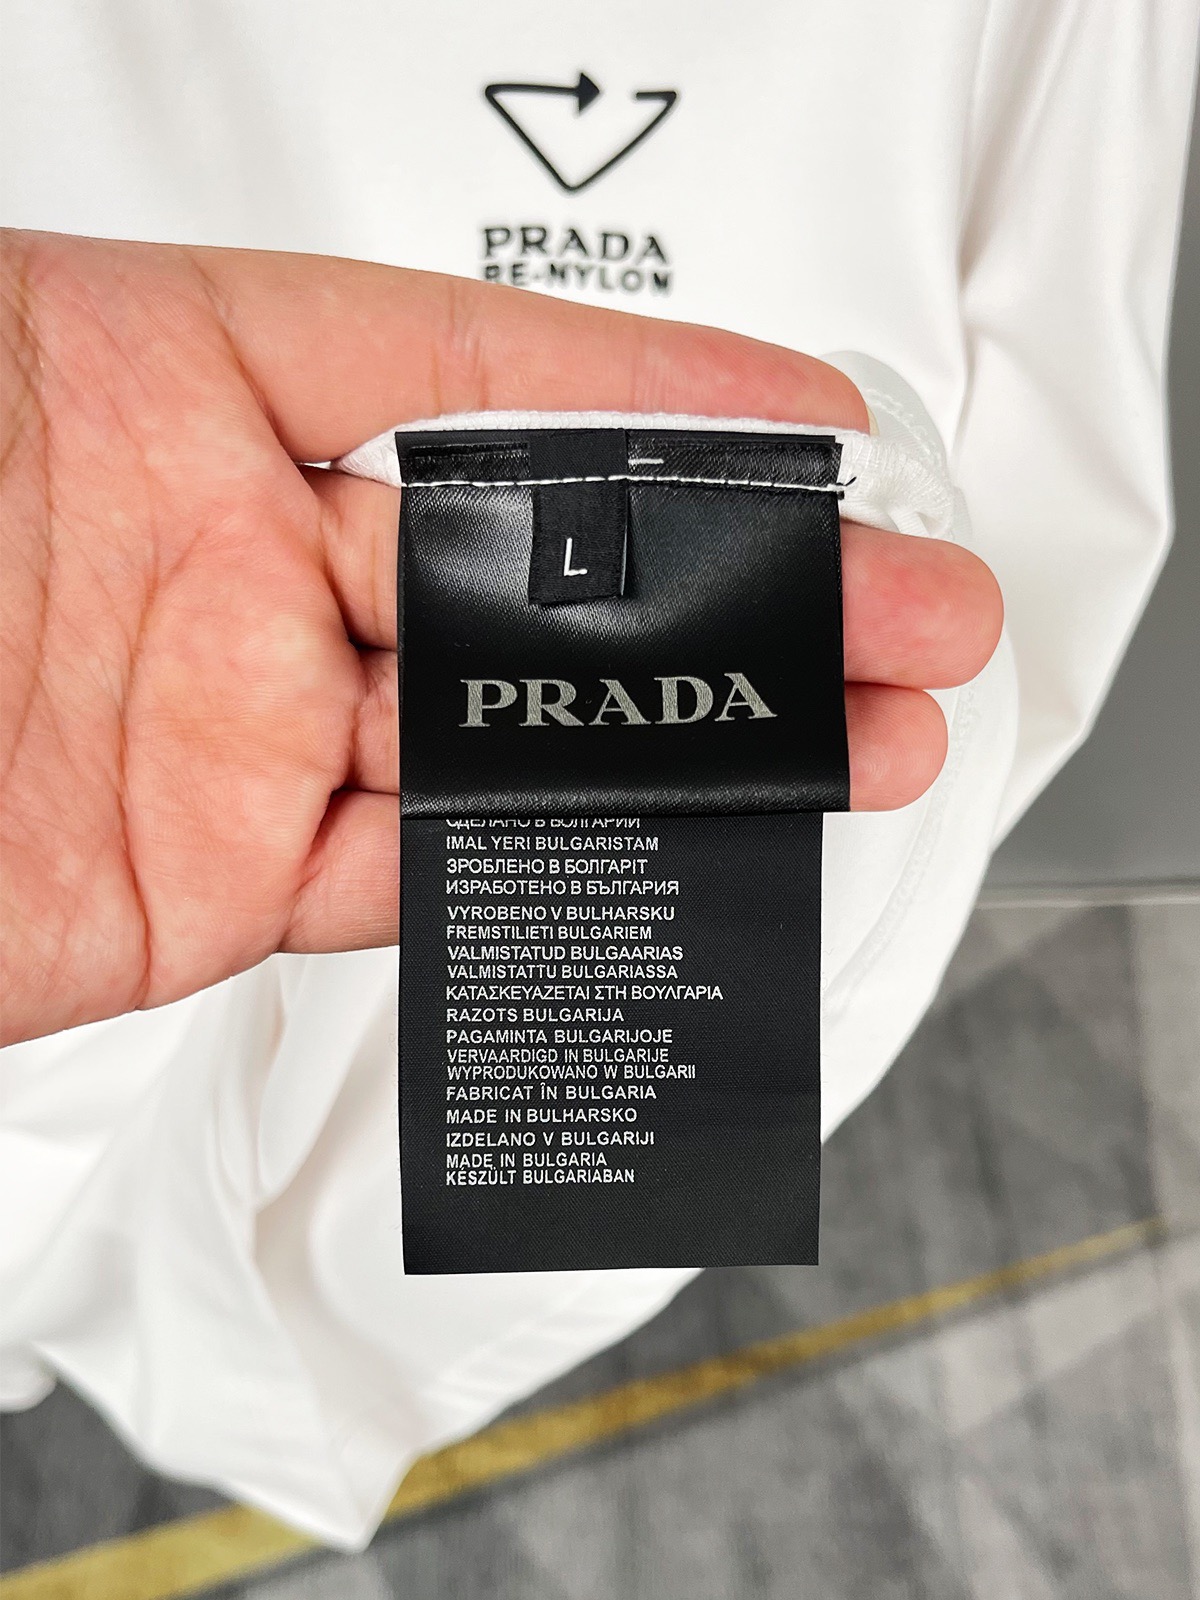 PRADA
RE-NYLON
L
PRADA
СДЕЛАНО В БОЛГАРИИ
IMAL YERI BULGARISTAM
ЗРОБЛЕНО В БОЛГАРІТ
ИЗРАБОТЕНО В БЪЛГАРИЯ
VYROBENO V BULHARSKU
FREMSTILIETI BULGARIEM
VALMISTATUD BULGAARIAS
VALMISTATTU BULGARIASSA
ΚΑΤΑΣΚΕΥΑΖΕΤΑΙ ΣΤΗ ΒΟΥΛΓΑΡΙΑ
RAZOTS BULGARIJA
PAGAMINTA BULGARIJOJE
VERVAARDIGD IN BULGARIJE
WYPRODUKOWANO W BULGARII
FABRICAT ÎN BULGARIA
MADE IN BULHARSKO
IZDELANO V BULGARIJI
MADE IN BULGARIA
KÉSZÜLT BULGARIABAN